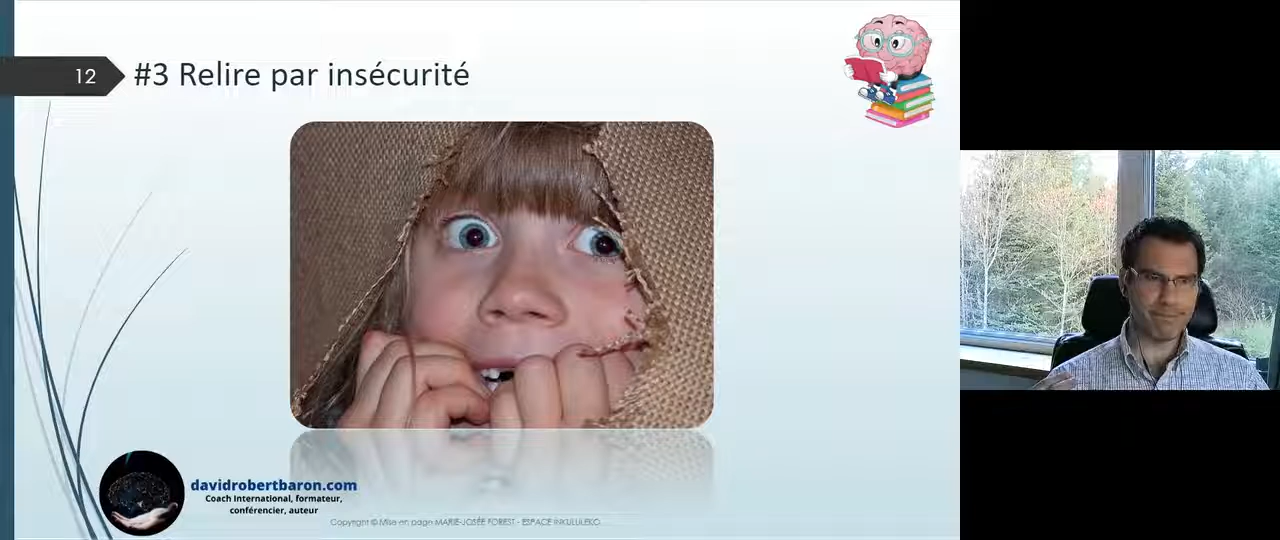 12
#3 Relire par insécurité
davidrobertbaron.com
Coach International, formateur,
conférencier, auteur
Copyright © Mise en page MARIE-JOSÉE FOREST - ESPACE INKULULEKO